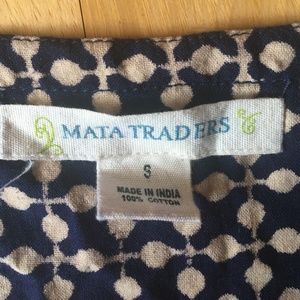 MATA TRADERS
S
MADE IN INDIA
100% COTTON